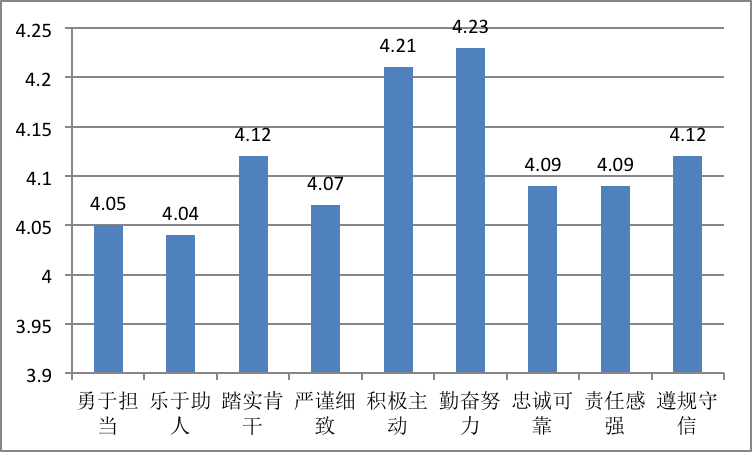 4.25
4.2
4.15
4.1
4.05
4
3.95
3.9
4.05
4.04
4.12
4.07
4.21
4.23
4.09
4.09
4.12
勇于担
当
乐于助
人
踏实肯
干
严谨细
致
积极主
动
勤奋努
力
忠诚可
靠
责任感
强
遵规守
信